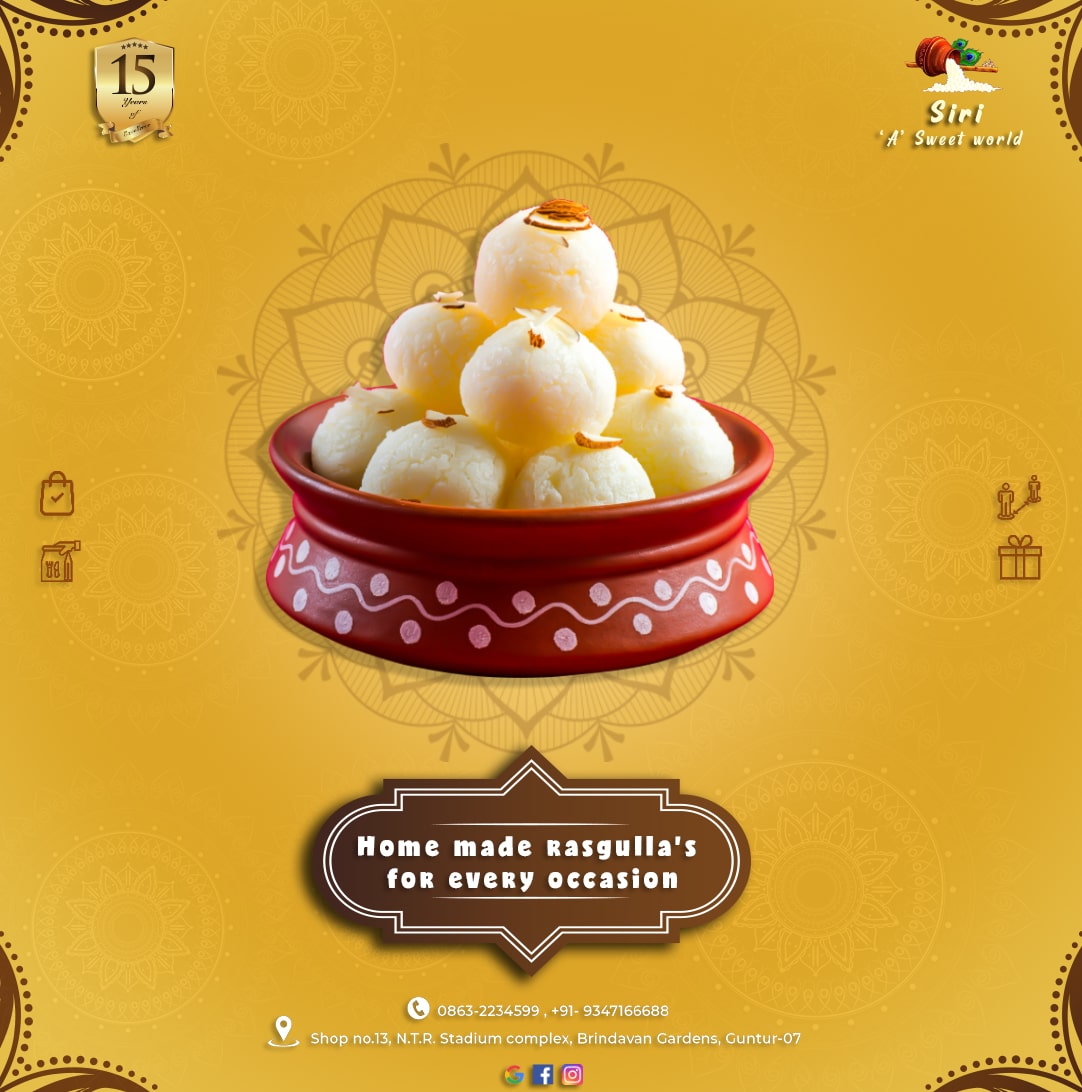 15
Years
of
Excellence
Siri
‘A’ Sweet world
Home made Rasgulla's
for every occasion
0863-2234599 , +91- 9347166688
Shop no.13, N.T.R. Stadium complex, Brindavan Gardens, Guntur-07